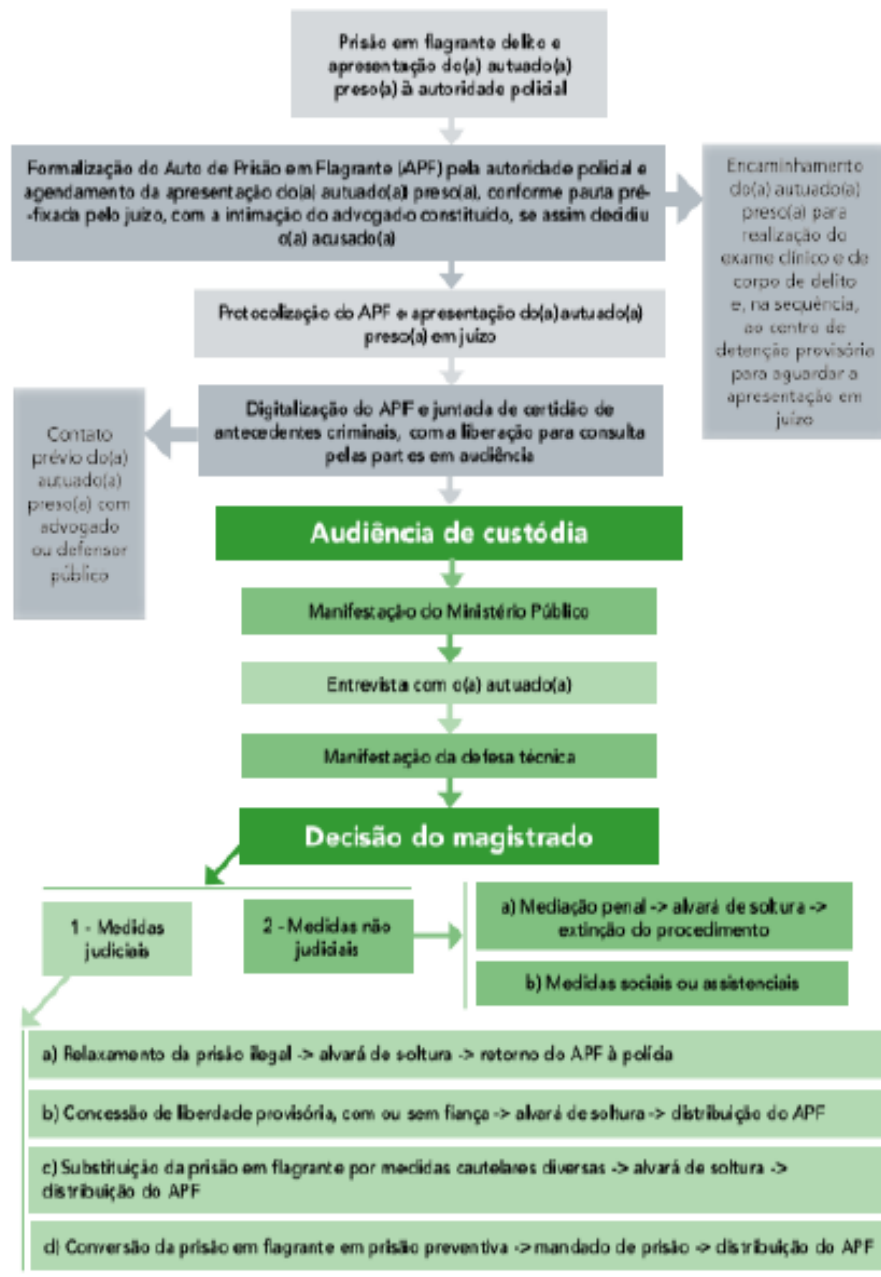 Prisão em flagrante delito e
apresentação do(a) autuado(a)
preso(a) à autoridade policial
Formalização do Auto de Prisão em Flagrante (APF) pela autoridade policial e
agendamento da apresentação do(a) autuado(a) preso(a), conforme pauta pré-
-fixada pelo juízo, com a intimação do advogado constituído, se assim decidiu
o(a) acusado(a)
Encaminhamento
do(a) autuado(a)
preso(a) para
realização do
exame clínico e de
corpo de delito
e, na sequência,
ao centro de
detenção provisória
para aguardar a
apresentação em
juízo
Protocolização do APF e apresentação do(a) autuado(a)
preso(a) em juízo
Digitalização do APF e juntada de certidão de
antecedentes criminais, com a liberação para consulta
pelas partes em audiência
Contato
prévio do(a)
autuado(a)
preso(a) com
advogado
ou defensor
público
Audiência de custódia
Manifestação do Ministério Público
Entrevista com o(a) autuado(a)
Manifestação da defesa técnica
Decisão do magistrado
1 - Medidas
judiciais
2 - Medidas não
judiciais
a) Mediação penal -> alvará de soltura ->
extinção do procedimento
b) Medidas sociais ou assistenciais
a) Relaxamento da prisão ilegal -> alvará de soltura -> retorno do APF à polícia
b) Concessão de liberdade provisória, com ou sem fiança -> alvará de soltura -> distribuição do APF
c) Substituição da prisão em flagrante por medidas cautelares diversas -> alvará de soltura ->
distribuição do APF
d) Conversão da prisão em flagrante em prisão preventiva -> mandado de prisão -> distribuição do APF